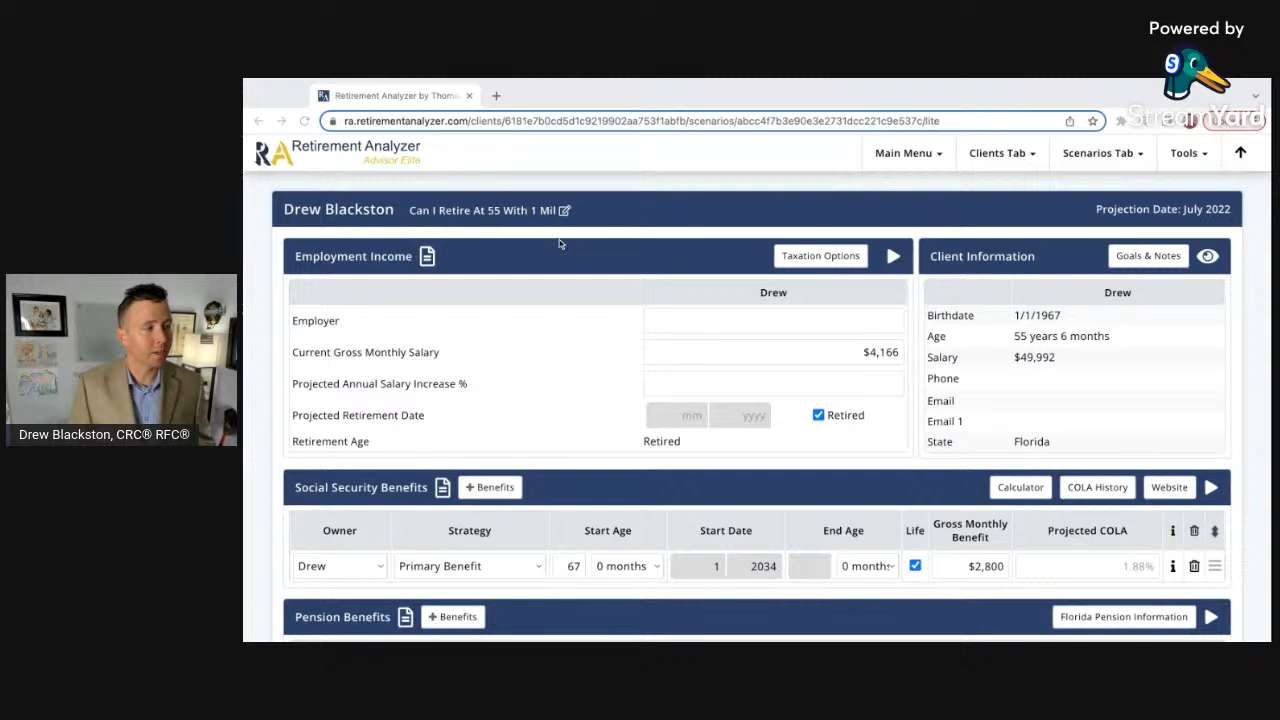 Powered by
S
StreamYard
Retirement Analyzer by Thom
ra.retirementanalyzer.com/clients/6181e7b0cd5d1c9219902aa753f1abfb/scenarios/abcc4f7b3e90e3e2731dcc221c9e537c/lite
RA Retirement Analyzer
Advisor Elite
Main Menu Clients Tab Scenarios Tab Tools
Drew Blackston Can I Retire At 55 With 1 Mil Projection Date: July 2022
Employment Income Taxation Options
Drew
Employer
Current Gross Monthly Salary $4,166
Projected Annual Salary Increase %
Projected Retirement Date mm yyyy Retired
Retirement Age Retired
Client Information Goals & Notes
Drew
Birthdate 1/1/1967
Age 55 years 6 months
Salary $49,992
Phone
Email
Email 1
State Florida
Drew Blackston, CRC® RFC®
Social Security Benefits + Benefits Calculator COLA History Website
Owner Strategy Start Age Start Date End Age Life Gross Monthly Benefit Projected COLA
Drew Primary Benefit 67 0 months 1 2034 0 months $2,800 1.88%
Pension Benefits + Benefits Florida Pension Information